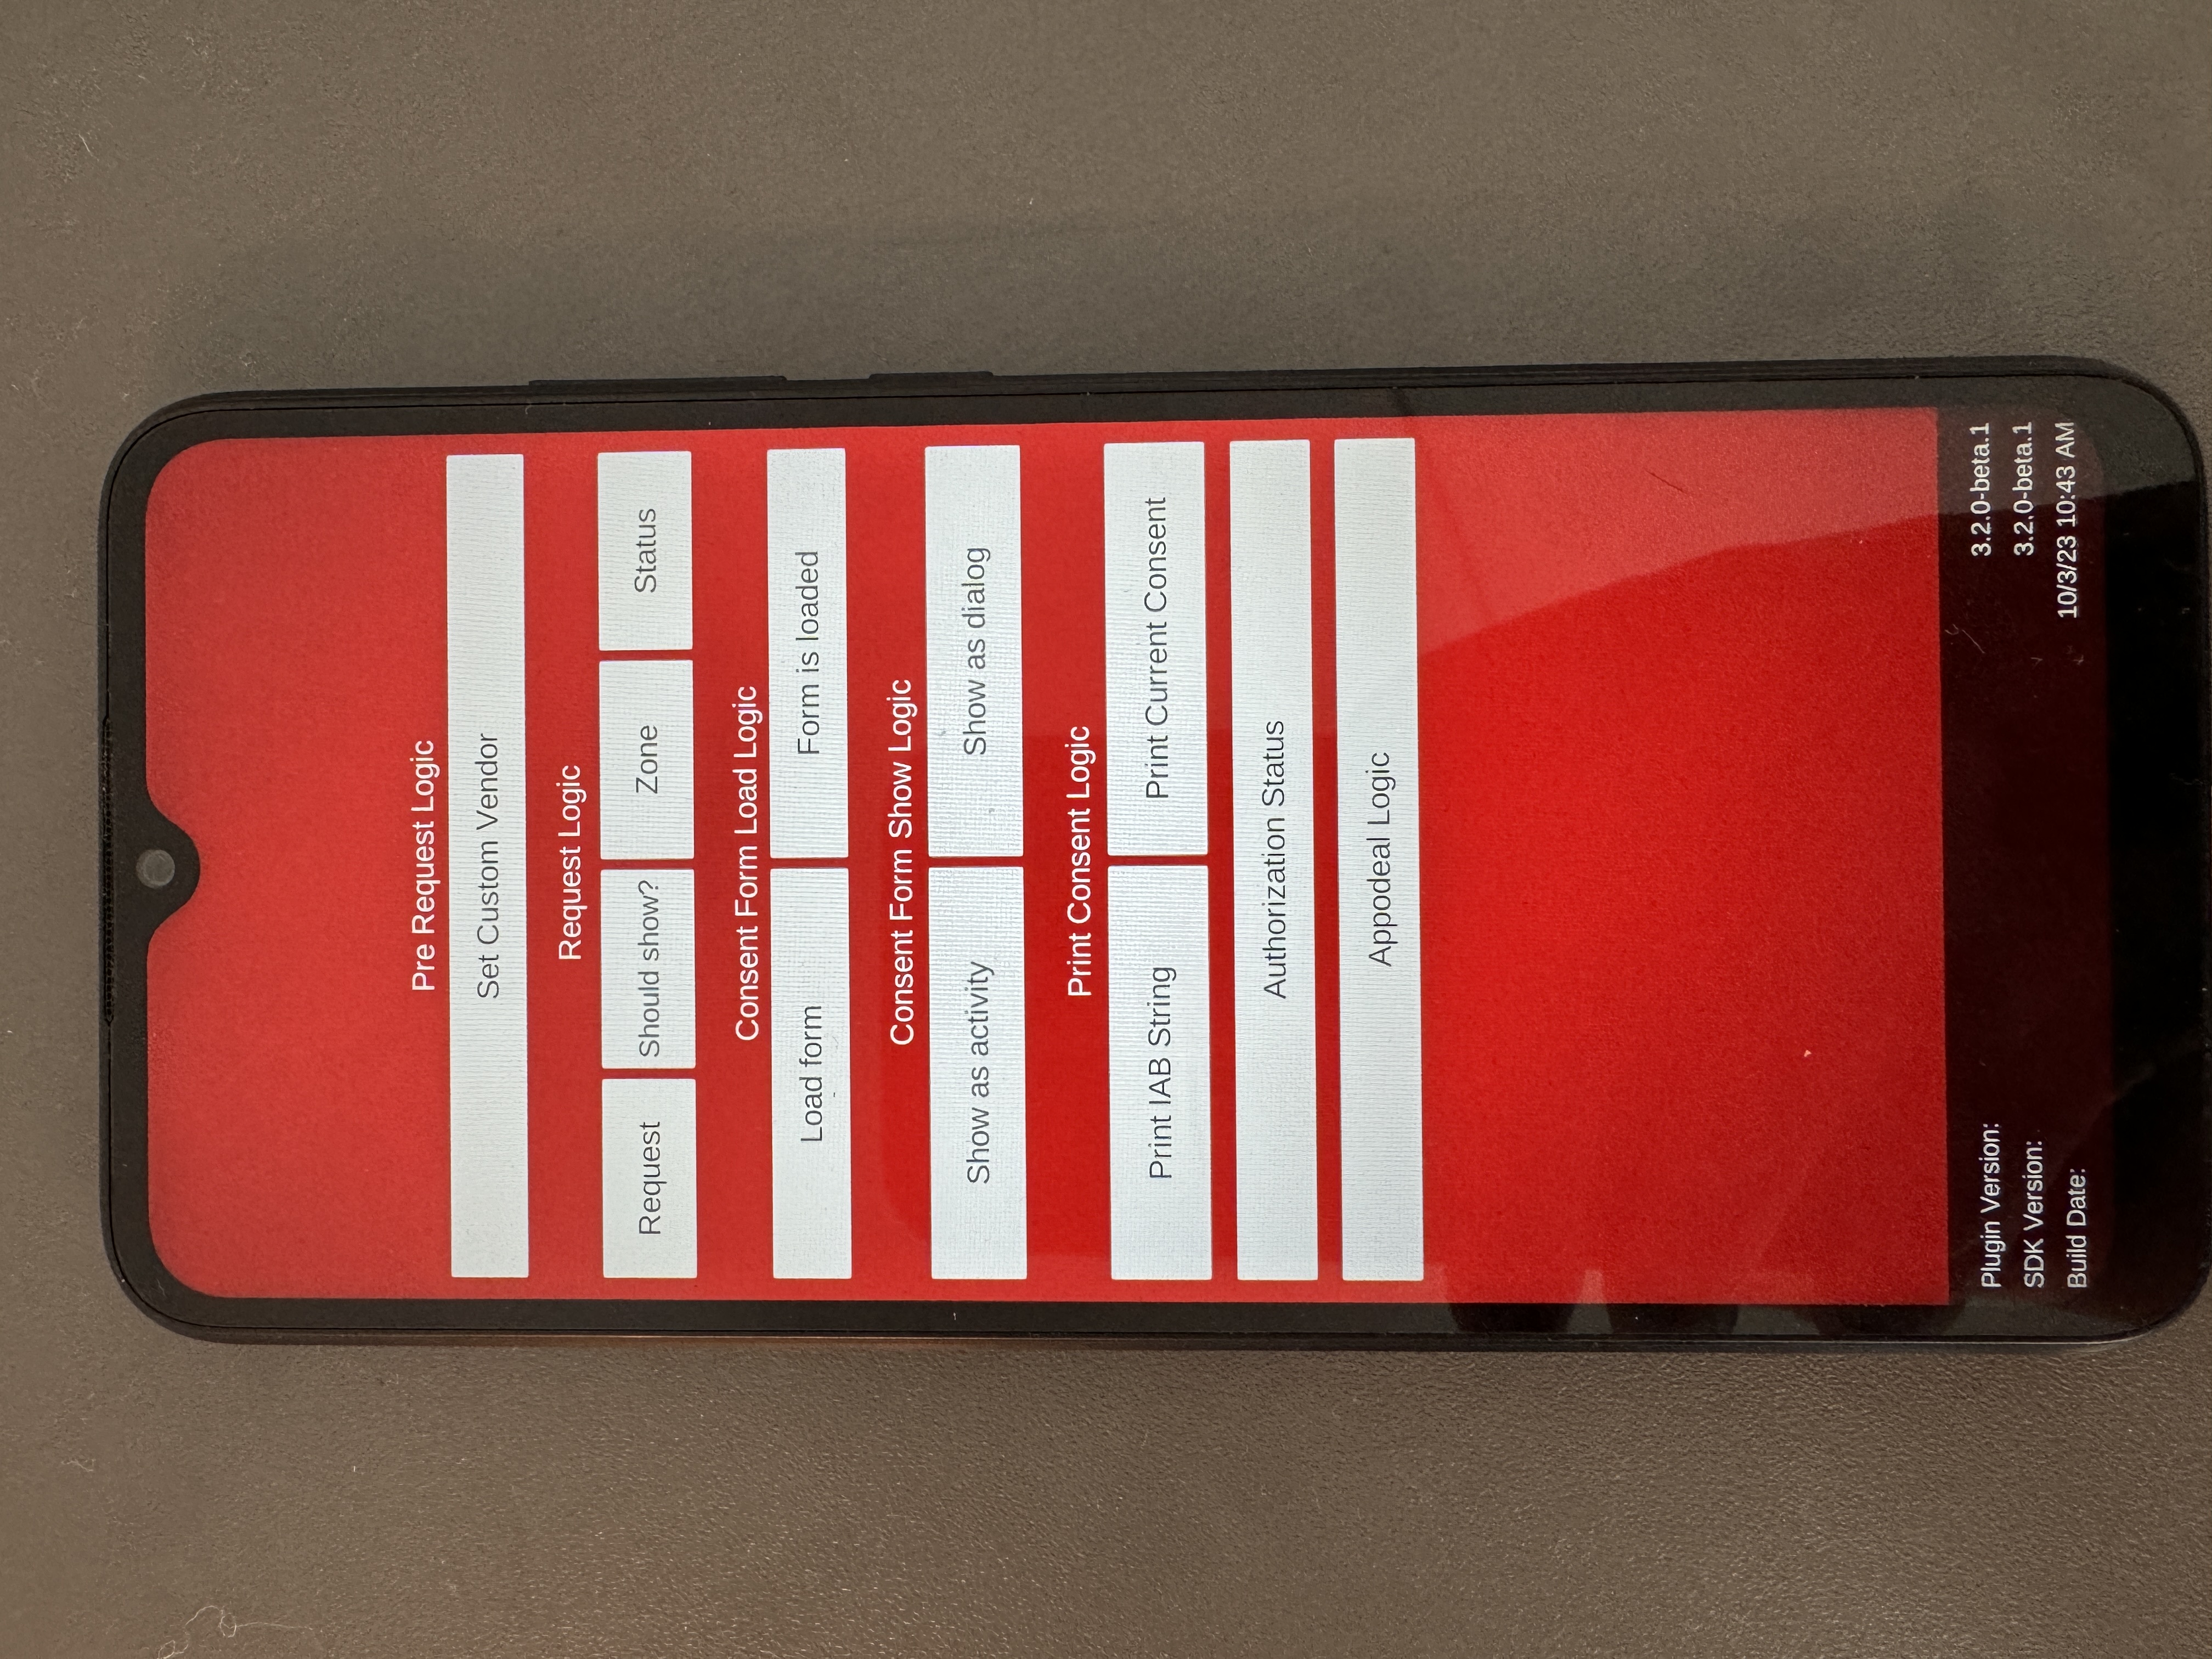 Pre Request Logic
Set Custom Vendor
Request Logic
Request Should show? Zone Status
Consent Form Load Logic
Load form Form is loaded
Consent Form Show Logic
Show as activity Show as dialog
Print Consent Logic
Print IAB String Print Current Consent
Authorization Status
Appodeal Logic
Plugin Version: 3.2.0-beta.1
SDK Version: 3.2.0-beta.1
Build Date: 10/3/23 10:43 AM